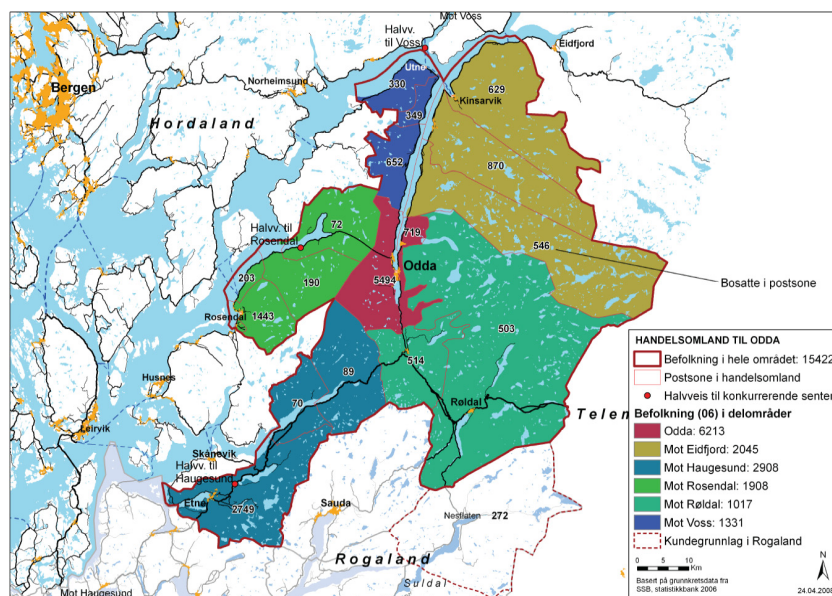 Mot Voss
Halvv.
til Voss
Eidfjord
Utne
Norheimsund
330
629
Bergen
Kinsarvik
349
Hordaland
652
870
72
Halvv. til
Rosendal
719
546
Odda
203
190
5494
Bosatte i postsone
Rosendal
1443
503
514
89
Husnes
70
Røldal
Telem
Leirvik
Skånevik
Halvv. til
Haugesund
Etne
2749
Sauda
Nesflaten
272
Rogaland
Suldal
Mot Haugesund
HANDELSOMLAND TIL ODDA
Befolkning i hele området: 15422
Postsone i handelsomland
Halveis til konkurrerende senter
Befolkning (06) i delområder
Odda: 6213
Mot Eidfjord: 2045
Mot Haugesund: 2908
Mot Rosendal: 1908
Mot Røldal: 1017
Mot Voss: 1331
Kundegrunnlag i Rogaland
0 5 10
Km
N
Basert på grunnkretsdata fra
SSB, statistikkbank 2006
24.04.2008